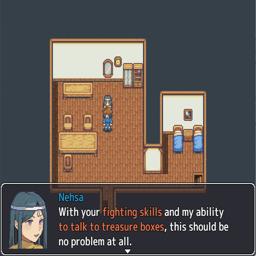 Nehsa
With your fighting skills and my ability
to talk to treasure boxes, this should be
no problem at all.